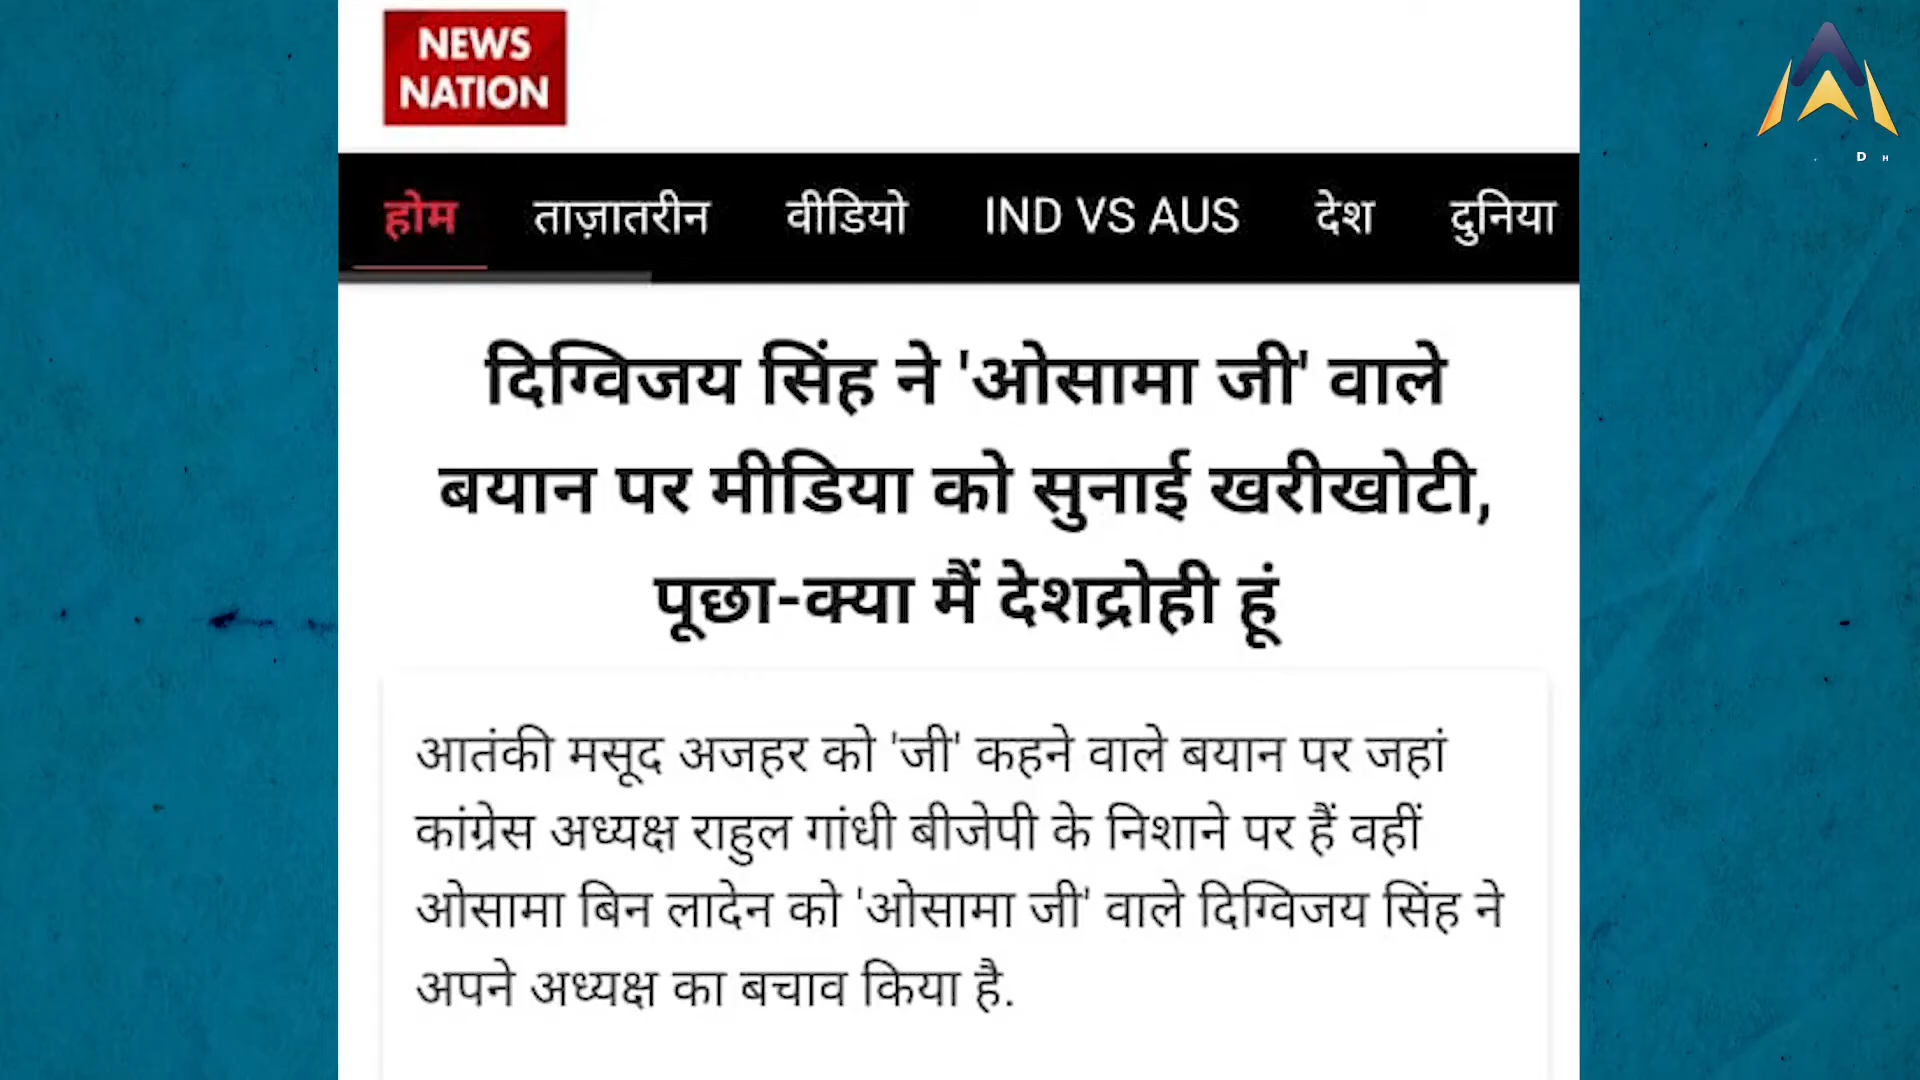 NEWS
NATION
होम ताज़ातरीन वीडियो IND VS AUS देश दुनिया
दिग्विजय सिंह ने 'ओसामा जी' वाले
बयान पर मीडिया को सुनाई खरीखोटी,
पूछा-क्या मैं देशद्रोही हूं
आतंकी मसूद अजहर को 'जी' कहने वाले बयान पर जहां
कांग्रेस अध्यक्ष राहुल गांधी बीजेपी के निशाने पर हैं वहीं
ओसामा बिन लादेन को 'ओसामा जी' वाले दिग्विजय सिंह ने
अपने अध्यक्ष का बचाव किया है.